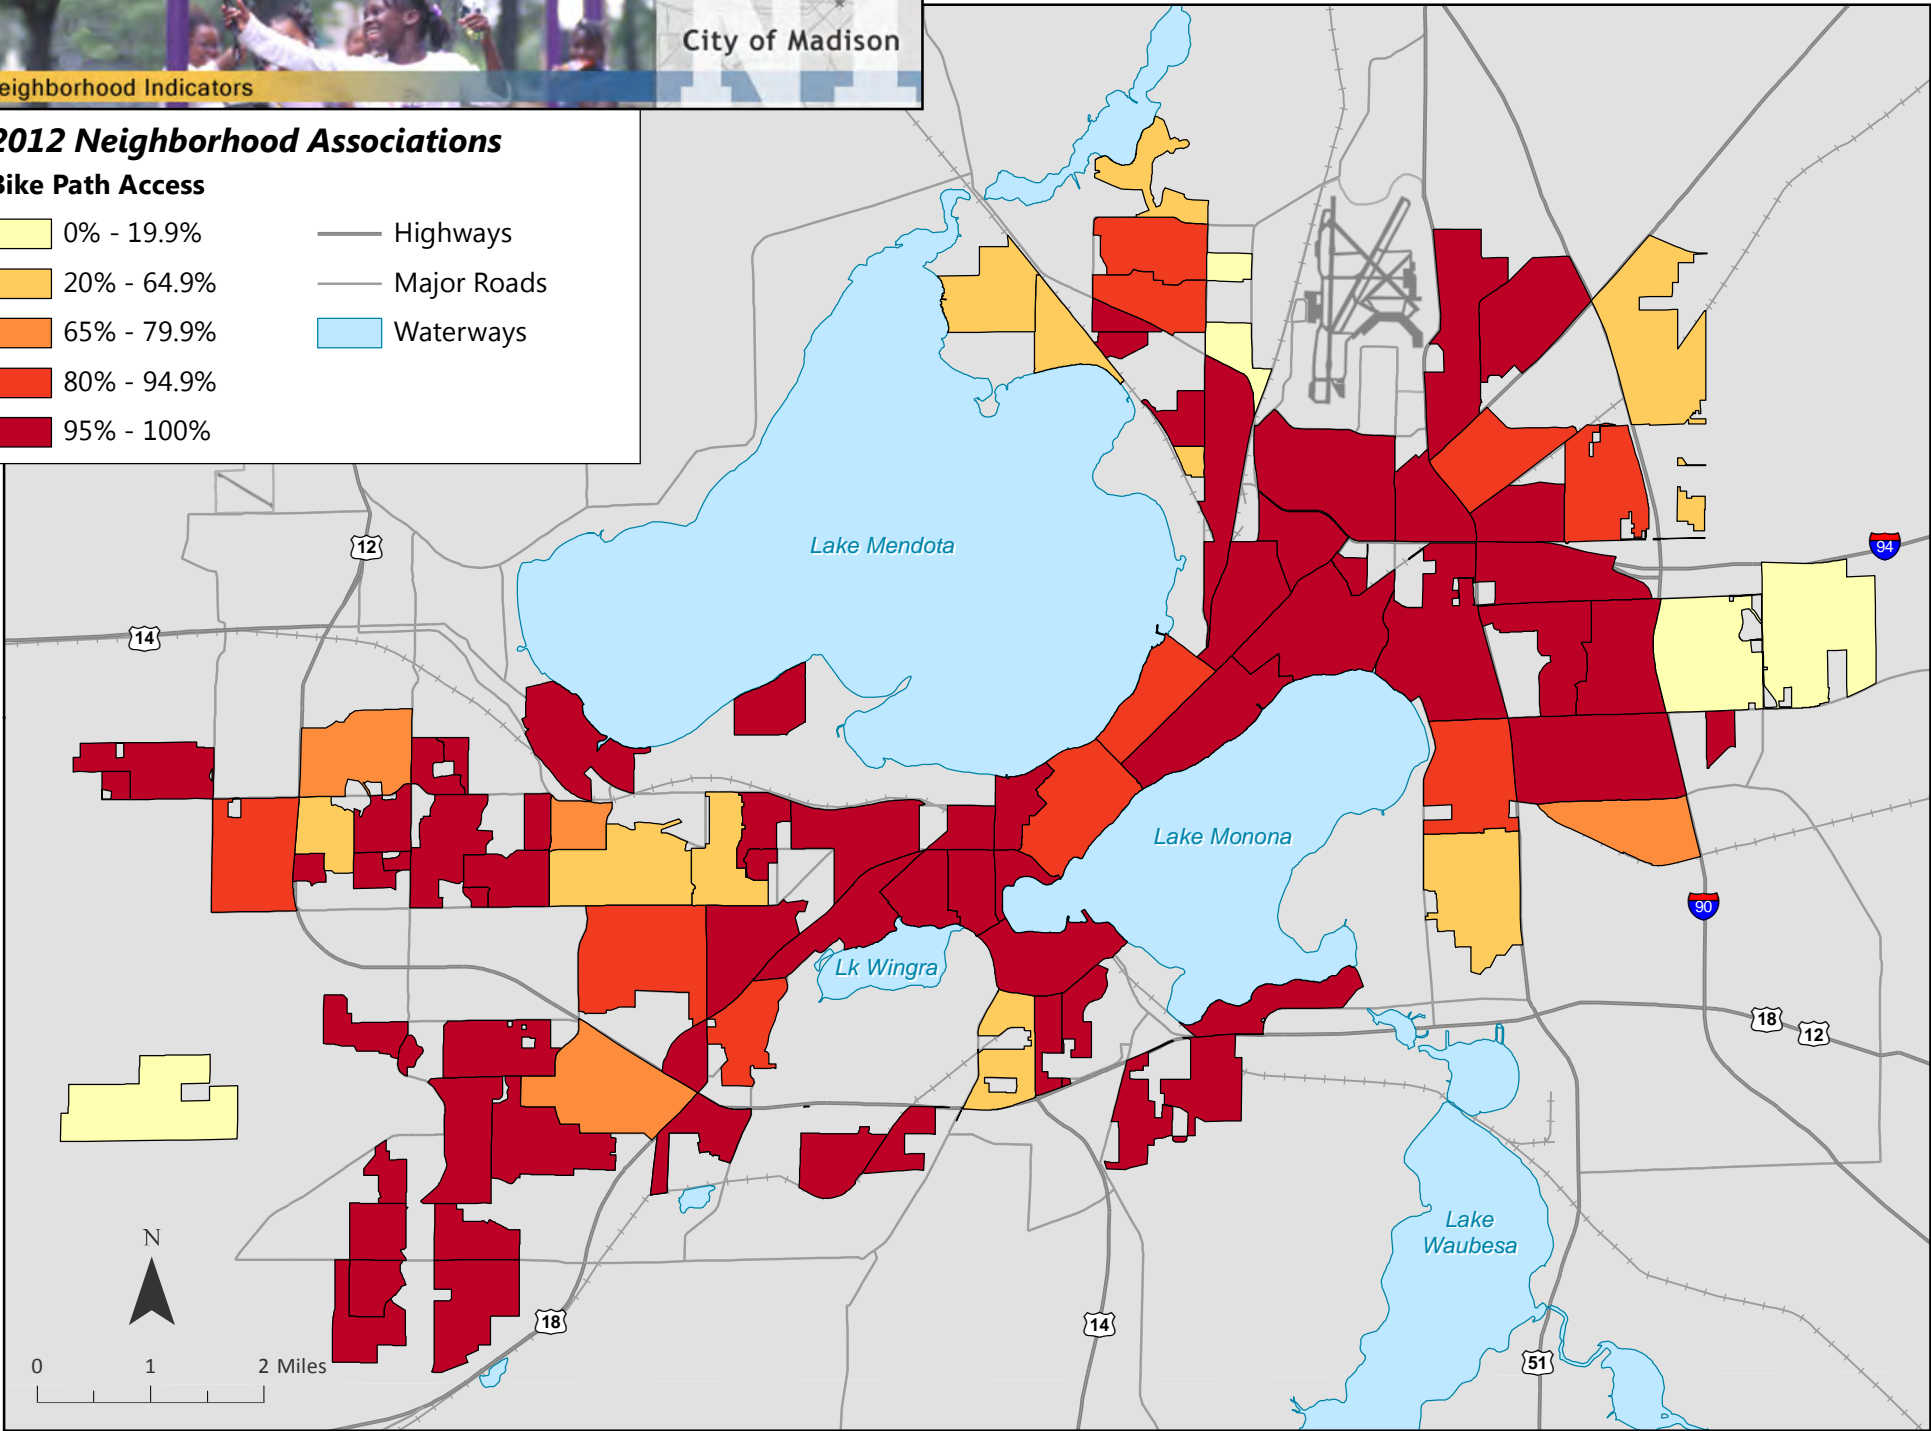 City of Madison
eighborhood Indicators
NI
2012 Neighborhood Associations
Bike Path Access
0% - 19.9%
20% - 64.9%
65% - 79.9%
80% - 94.9%
95% - 100%
Highways
Major Roads
Waterways
12
14
94
Lake Mendota
Lake Monona
Lk Wingra
90
18
12
Lake
Waubesa
N
18
14
51
0 1 2 Miles